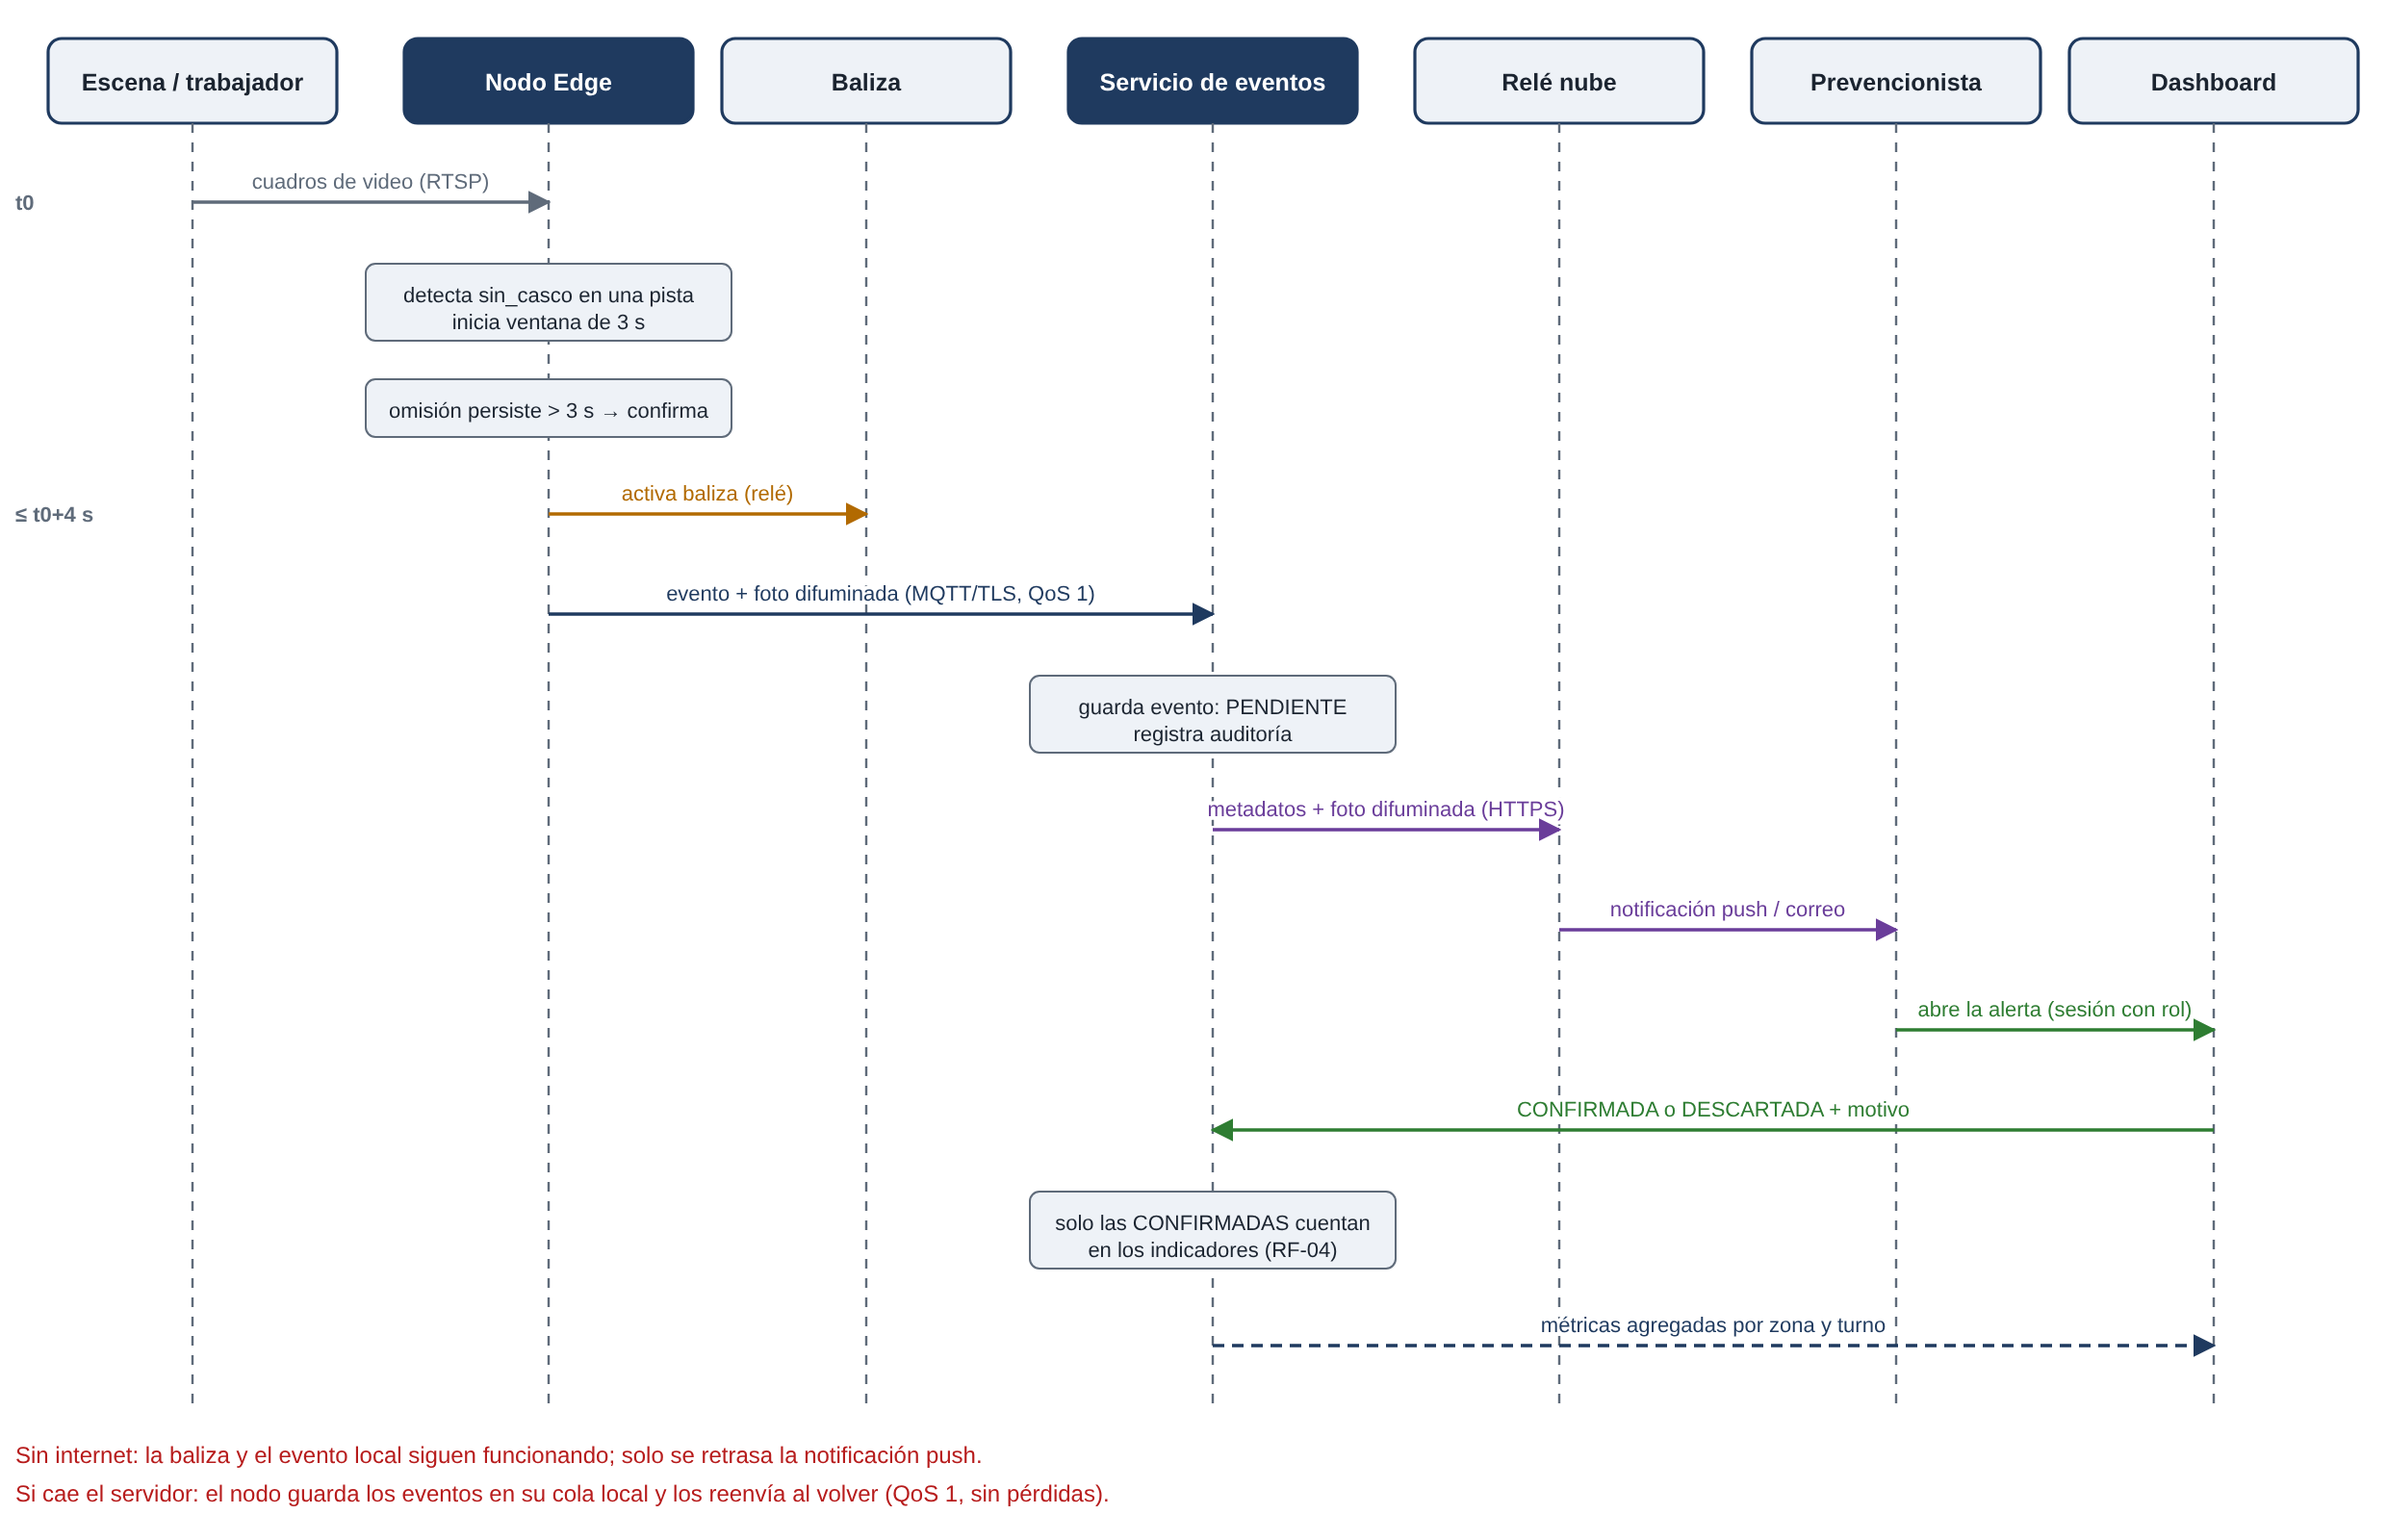 Escena / trabajador
Nodo Edge
Baliza
Servicio de eventos
Relé nube
Prevencionista
Dashboard
cuadros de video (RTSP)
t0
detecta sin_casco en una pista
inicia ventana de 3 s
omisión persiste > 3 s → confirma
activa baliza (relé)
≤ t0+4 s
evento + foto difuminada (MQTT/TLS, QoS 1)
guarda evento: PENDIENTE
registra auditoría
metadatos + foto difuminada (HTTPS)
notificación push / correo
abre la alerta (sesión con rol)
CONFIRMADA o DESCARTADA + motivo
solo las CONFIRMADAS cuentan
en los indicadores (RF-04)
métricas agregadas por zona y turno
Sin internet: la baliza y el evento local siguen funcionando; solo se retrasa la notificación push.
Si cae el servidor: el nodo guarda los eventos en su cola local y los reenvía al volver (QoS 1, sin pérdidas).